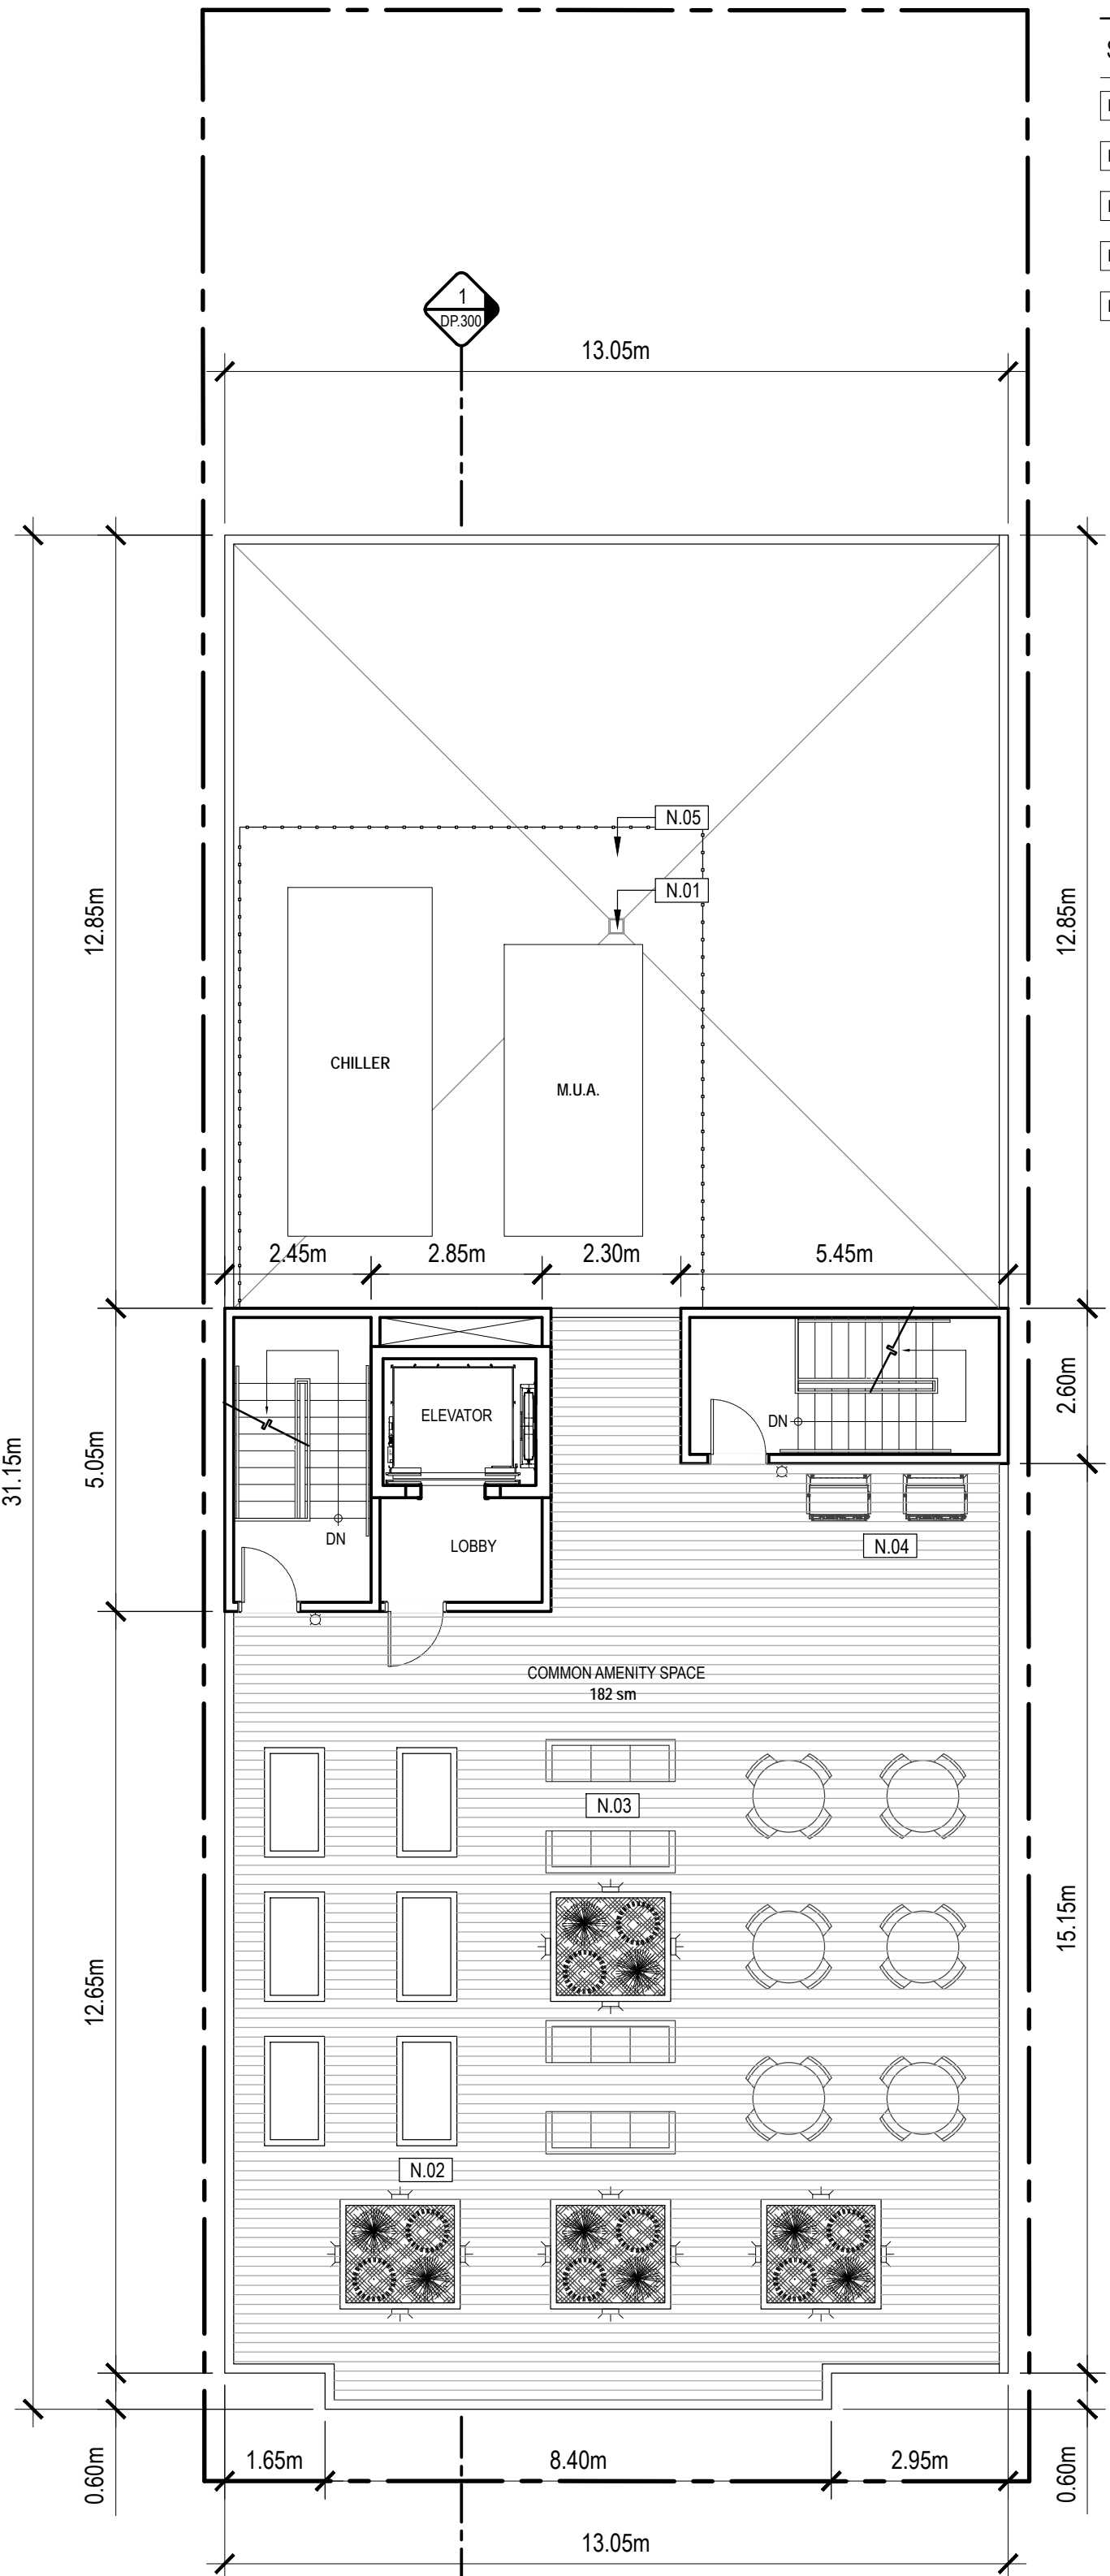 1
DP.300
13.05m
N.05
N.01
12.85m
12.85m
CHILLER
M.U.A.
2.45m
2.85m
2.30m
5.45m
ELEVATOR
DN
2.60m
31.15m
5.05m
DN
LOBBY
N.04
COMMON AMENITY SPACE
182 sm
N.03
12.65m
15.15m
N.02
1.65m
8.40m
2.95m
0.60m
0.60m
13.05m